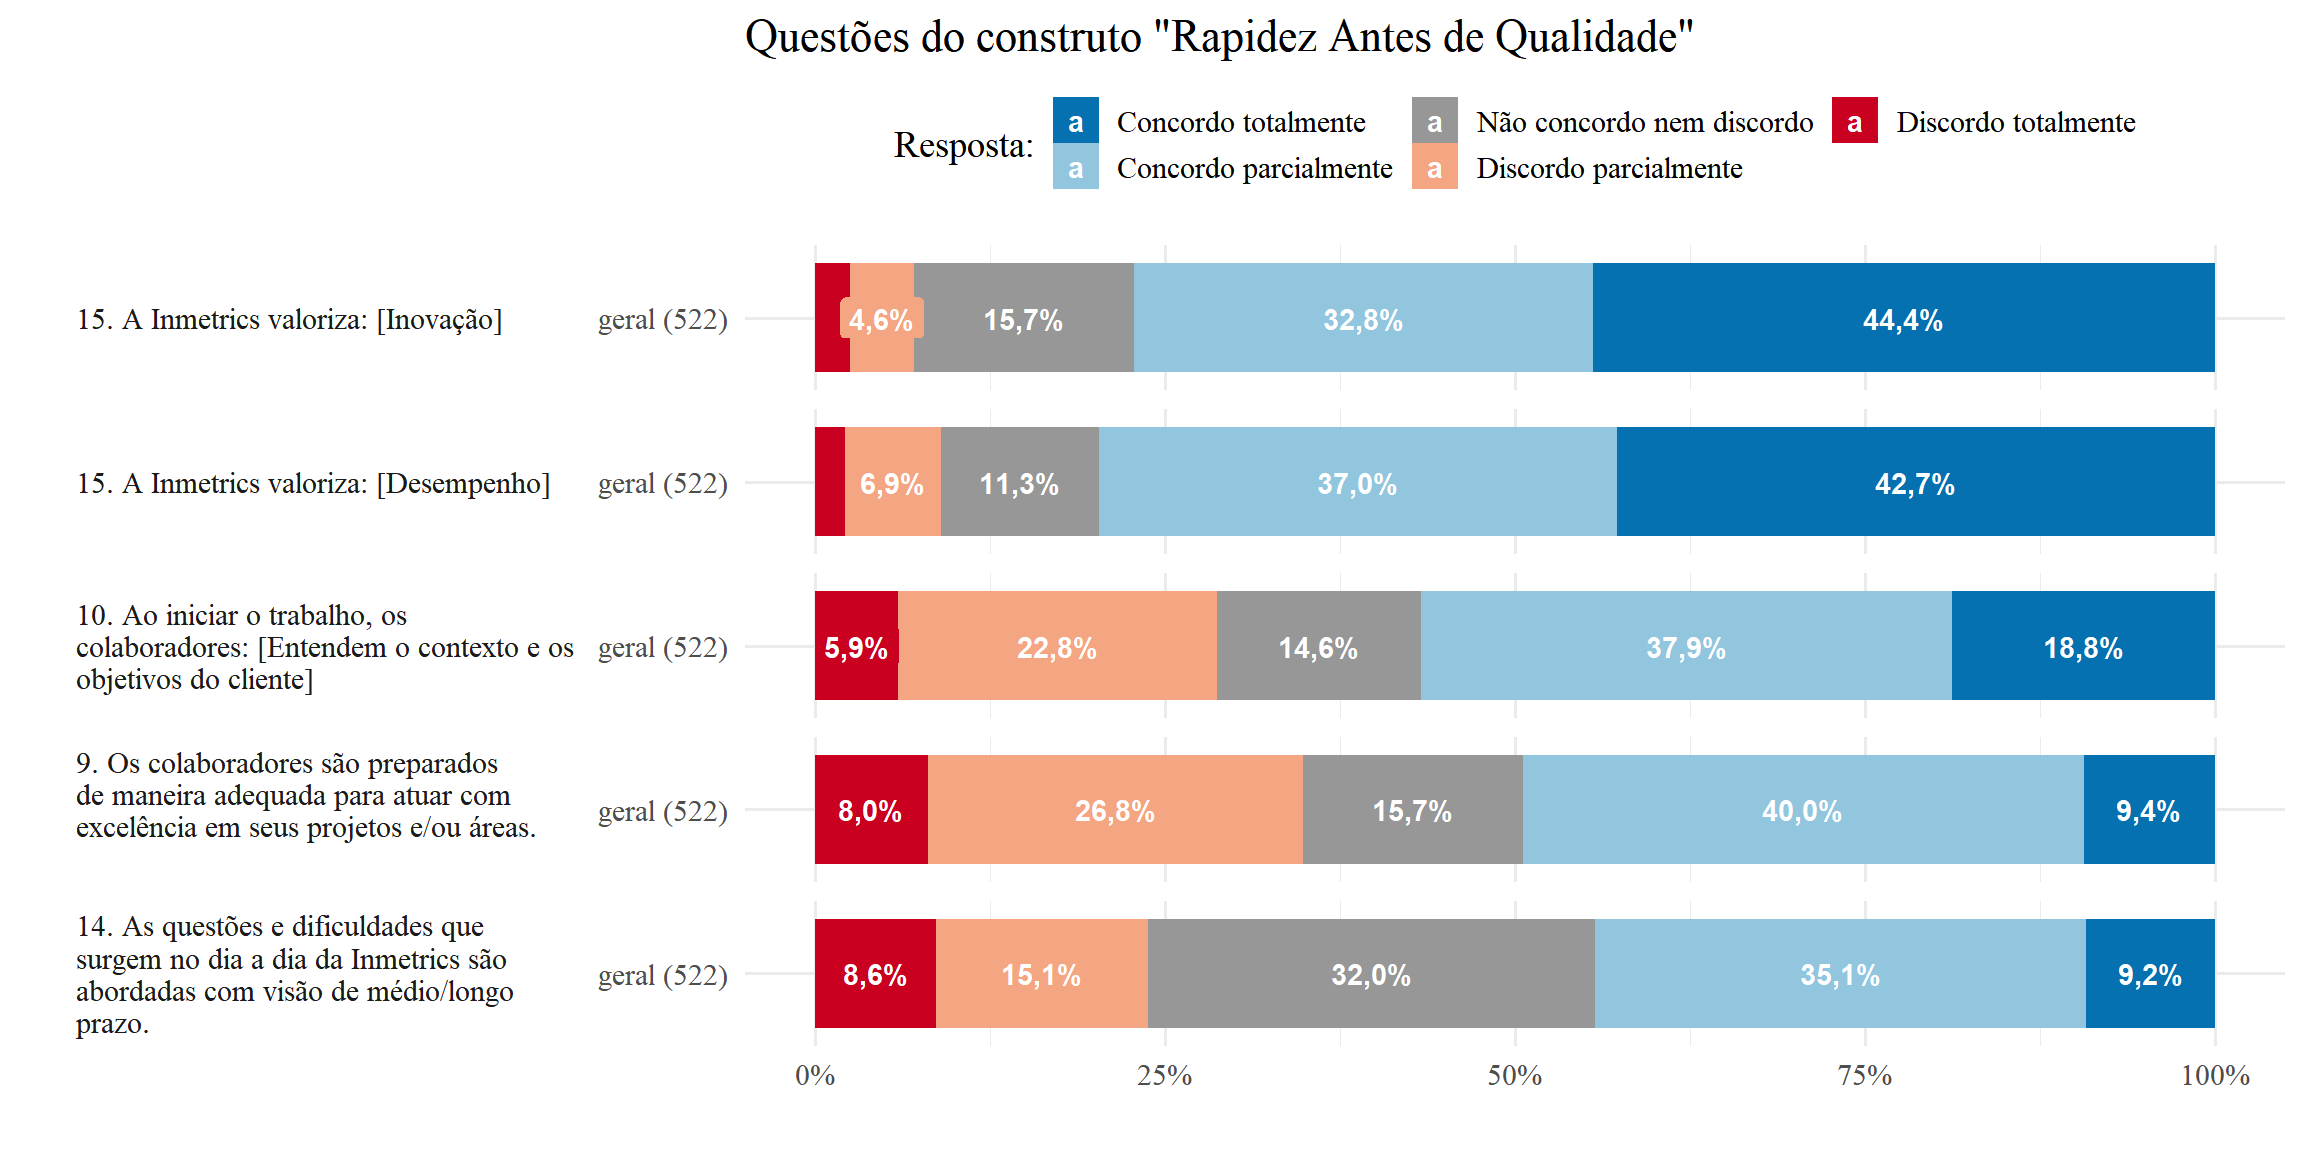 Questões do construto "Rapidez Antes de Qualidade"
Resposta:
a Concordo totalmente
a Concordo parcialmente
a Não concordo nem discordo
a Discordo parcialmente
a Discordo totalmente
15. A Inmetrics valoriza: [Inovação]
geral (522)
4,6% 15,7% 32,8% 44,4%
15. A Inmetrics valoriza: [Desempenho]
geral (522)
6,9% 11,3% 37,0% 42,7%
10. Ao iniciar o trabalho, os
colaboradores: [Entendem o contexto e os
objetivos do cliente]
geral (522)
5,9% 22,8% 14,6% 37,9% 18,8%
9. Os colaboradores são preparados
de maneira adequada para atuar com
excelência em seus projetos e/ou áreas.
geral (522)
8,0% 26,8% 15,7% 40,0% 9,4%
14. As questões e dificuldades que
surgem no dia a dia da Inmetrics são
abordadas com visão de médio/longo
prazo.
geral (522)
8,6% 15,1% 32,0% 35,1% 9,2%
0% 25% 50% 75% 100%